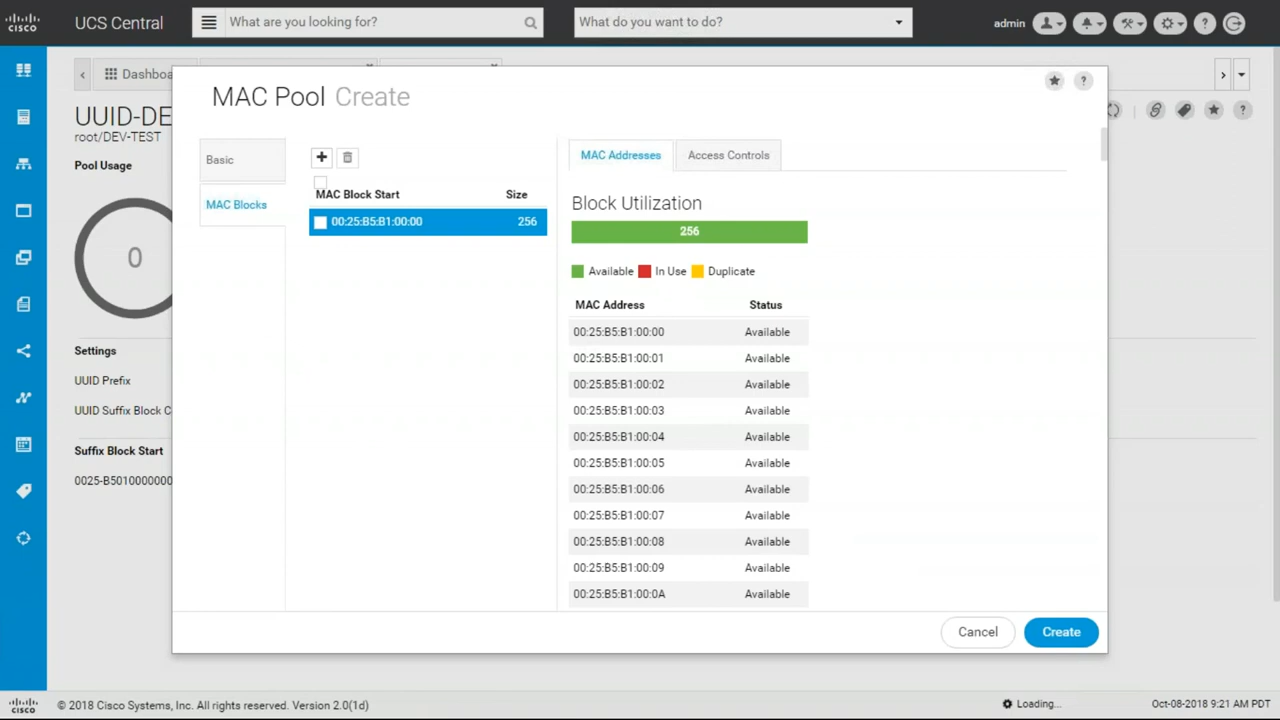 CISCO
UCS Central
What are you looking for?
What do you want to do?
admin
Dashboa
UUID-DE
root/DEV-TEST
Pool Usage
0
Settings
UUID Prefix
UUID Suffix Block C
Suffix Block Start
0025-B5010000000
MAC Pool Create
Basic
MAC Blocks
MAC Block Start Size
00:25:B5:B1:00:00 256
MAC Addresses
Access Controls
Block Utilization
256
Available In Use Duplicate
MAC Address Status
00:25:B5:B1:00:00 Available
00:25:B5:B1:00:01 Available
00:25:B5:B1:00:02 Available
00:25:B5:B1:00:03 Available
00:25:B5:B1:00:04 Available
00:25:B5:B1:00:05 Available
00:25:B5:B1:00:06 Available
00:25:B5:B1:00:07 Available
00:25:B5:B1:00:08 Available
00:25:B5:B1:00:09 Available
00:25:B5:B1:00:0A Available
Cancel
Create
CISCO
© 2018 Cisco Systems, Inc. All rights reserved. Version 2.0(1d)
Loading...
Oct-08-2018 9:21 AM PDT